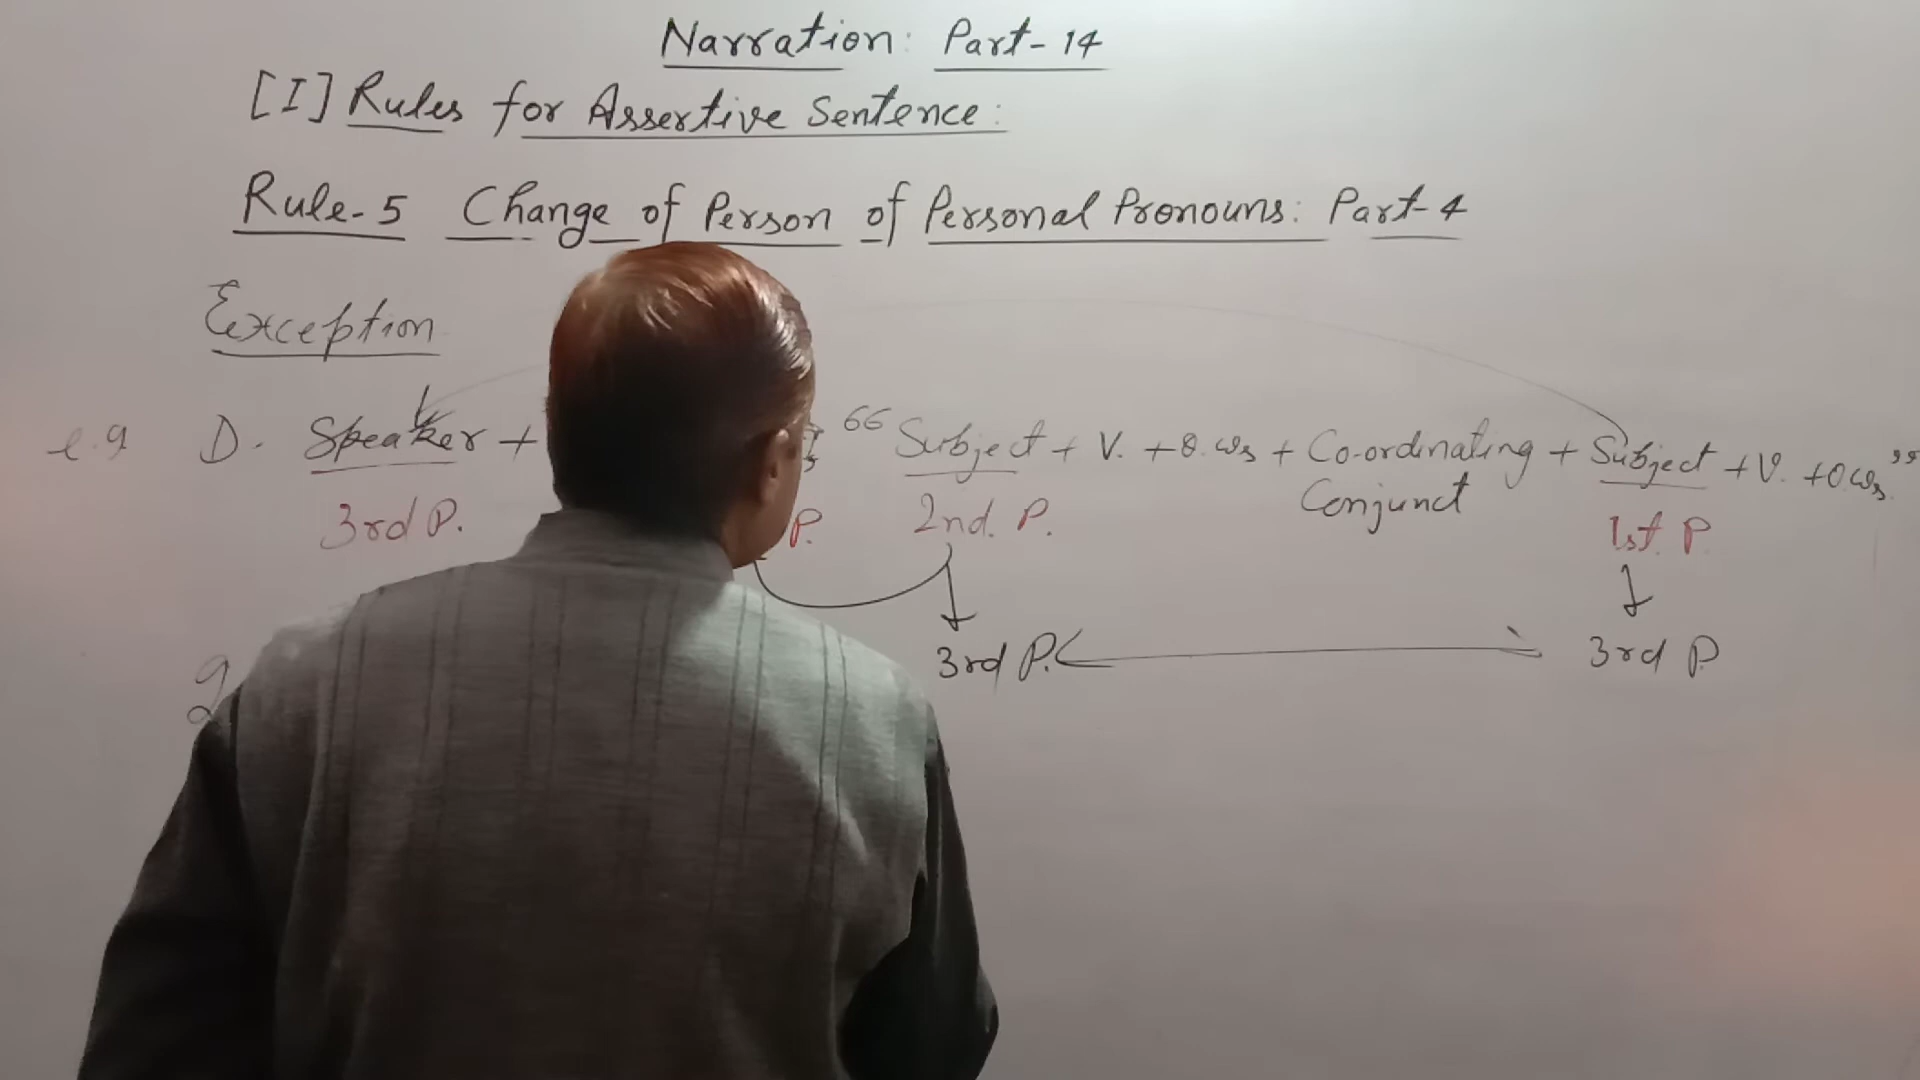 Narration: Part-14
[I] Rules for Assertive Sentence:
Rule-5 Change of Person of Personal Pronouns: Part-4
Exception
e.g D. Speaker + “ Subject + V. + O.Ws + Co-ordinating + Subject + V. + O.Ws.”
Conjunct
3rd P. P. 2nd. P. 1st. P.
3rd P. 3rd P.